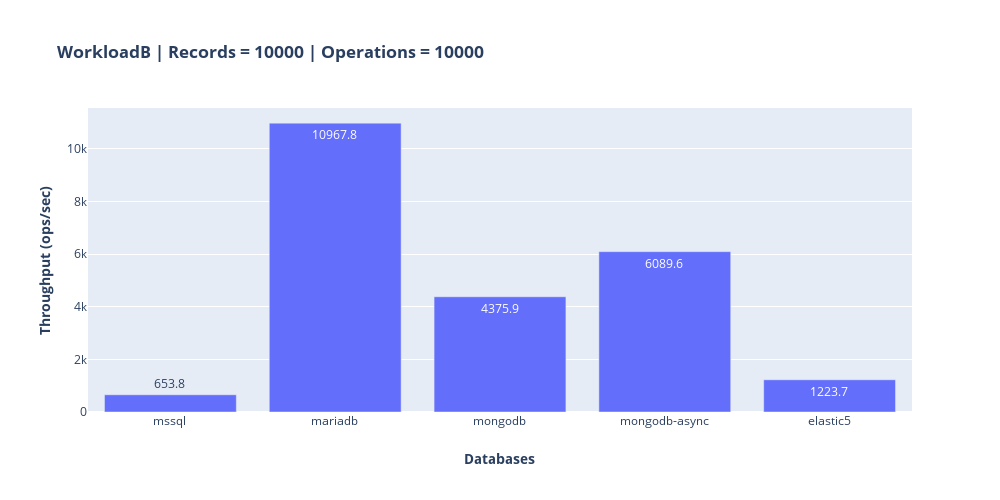 WorkloadB | Records = 10000 | Operations = 10000
Throughput (ops/sec)
10k
8k
6k
4k
2k
0
653.8
10967.8
4375.9
6089.6
1223.7
mssql
mariadb
mongodb
mongodb-async
elastic5
Databases